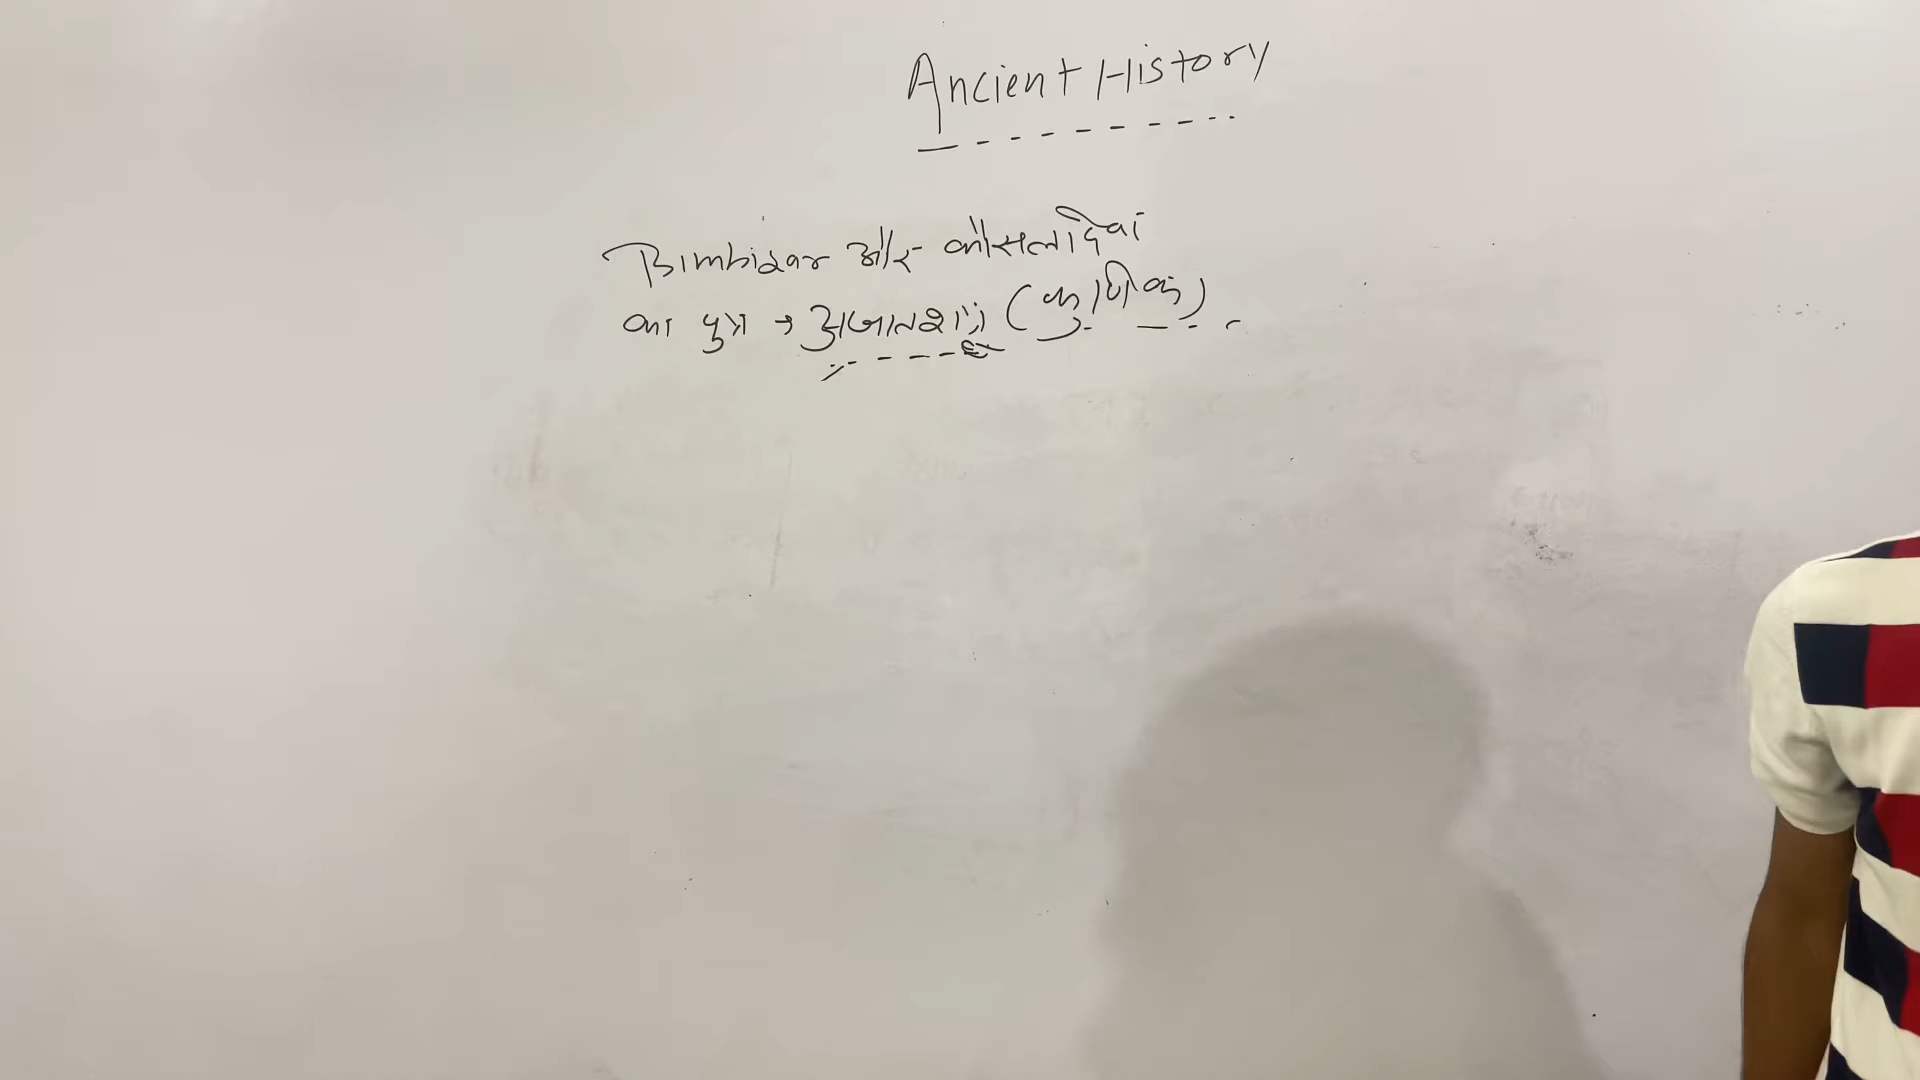 Ancient History
Bimbisar और कोसलादेवी
का पुत्र → अजातशत्रु (कुणिक)